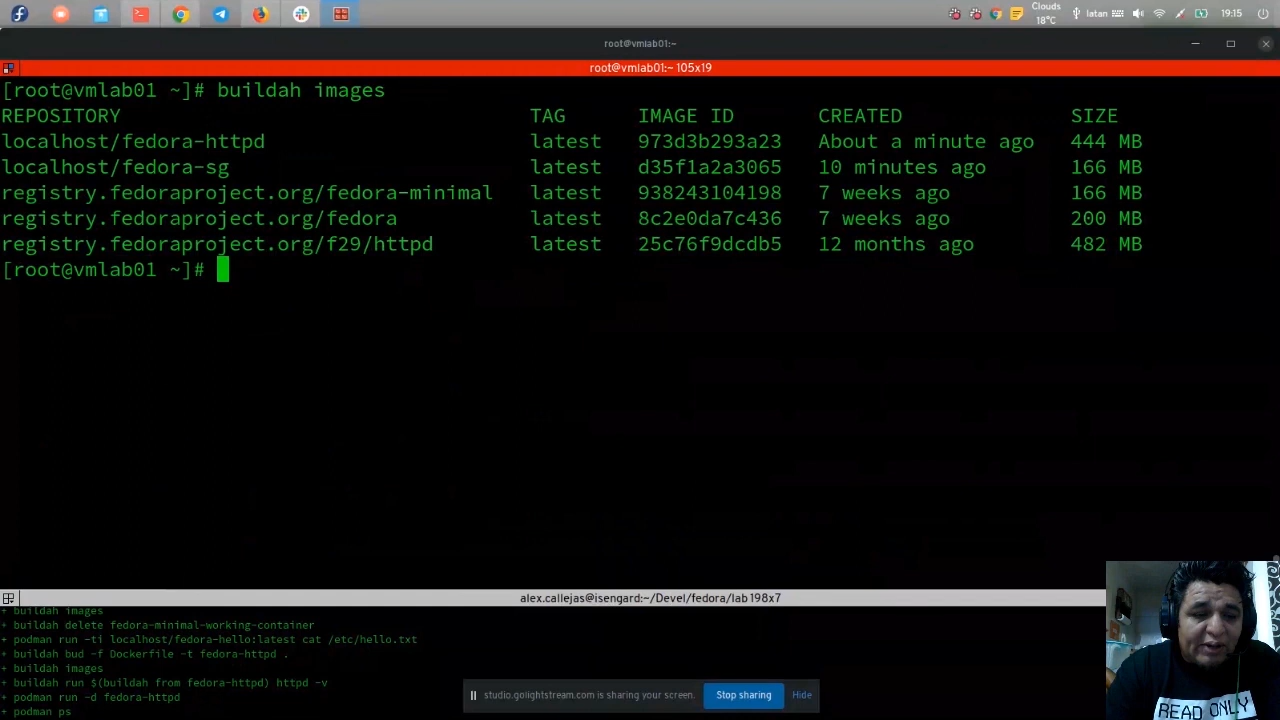 Clouds
18°C
latan
19:15
root@vmlab01:~
root@vmlab01:~ 105x19
[root@vmlab01 ~]# buildah images
REPOSITORY TAG IMAGE ID CREATED SIZE
localhost/fedora-httpd latest 973d3b293a23 About a minute ago 444 MB
localhost/fedora-sg latest d35f1a2a3065 10 minutes ago 166 MB
registry.fedoraproject.org/fedora-minimal latest 938243104198 7 weeks ago 166 MB
registry.fedoraproject.org/fedora latest 8c2e0da7c436 7 weeks ago 200 MB
registry.fedoraproject.org/f29/httpd latest 25c76f9dcdb5 12 months ago 482 MB
[root@vmlab01 ~]#
alex.callejas@isengard:~/Devel/fedora/lab 198x7
+ buildah images
+ buildah delete fedora-minimal-working-container
+ podman run -ti localhost/fedora-hello:latest cat /etc/hello.txt
+ buildah bud -f Dockerfile -t fedora-httpd .
+ buildah images
+ buildah run $(buildah from fedora-httpd) httpd -v
+ podman run -d fedora-httpd
+ podman ps
studio.golightstream.com is sharing your screen.
Stop sharing
Hide
READ ONLY